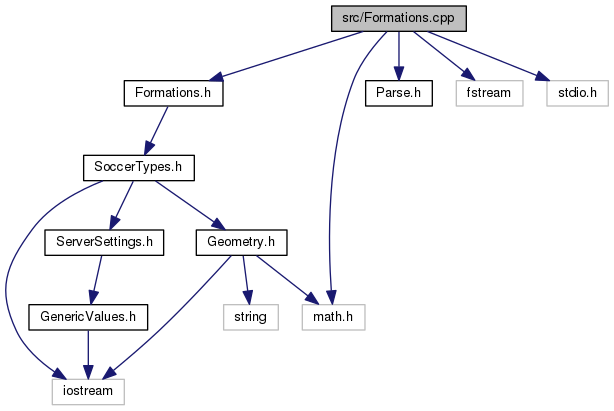 src/Formations.cpp
Formations.h
Parse.h
fstream
stdio.h
SoccerTypes.h
ServerSettings.h
Geometry.h
GenericValues.h
string
math.h
iostream